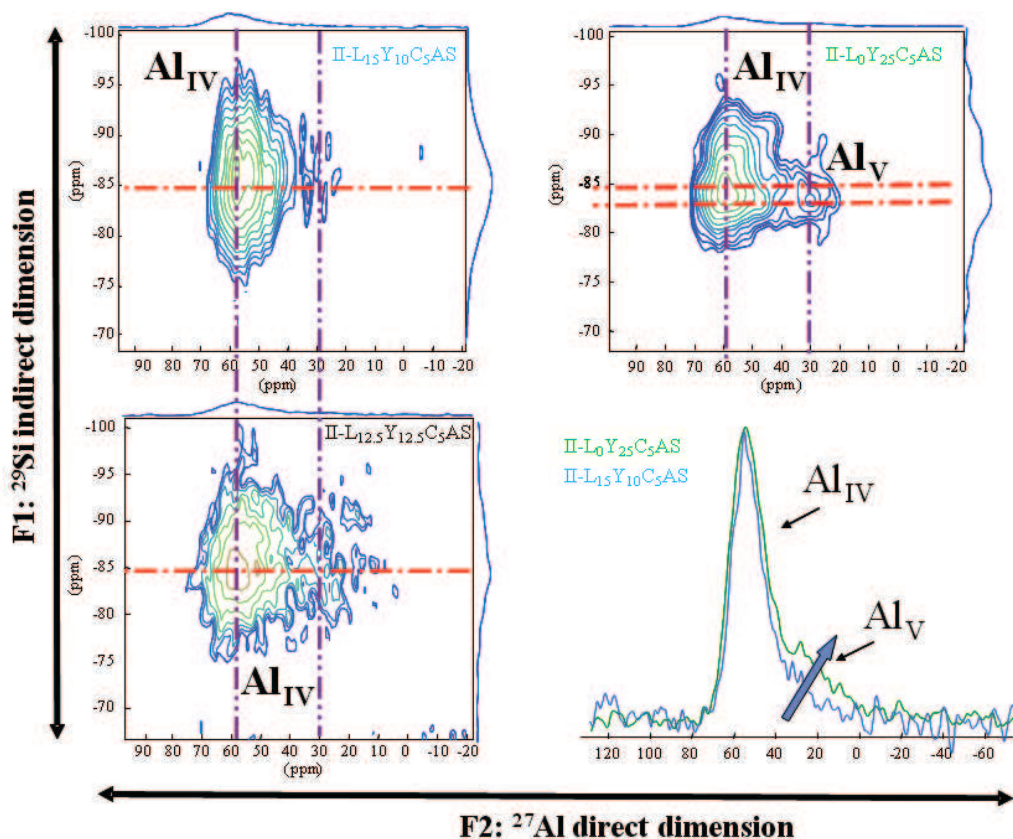 F1: ²⁹Si indirect dimension
-100
-95
-90
-85
-80
-75
-70
(ppm)
Al_IV
II-L₁₅Y₁₀C₅AS
90 80 70 60 50 40 30 20 10 0 -10 -20
(ppm)
-100
-95
-90
-85
-80
-75
-70
(ppm)
Al_IV
II-L₀Y₂₅C₅AS
Al_V
90 80 70 60 50 40 30 20 10 0 -10 -20
(ppm)
-100
-90
-85
-80
-75
-70
(ppm)
II-L₁₂.₅Y₁₂.₅C₅AS
Al_IV
90 80 70 60 50 40 30 20 10 0 -10 -20
(ppm)
II-L₀Y₂₅C₅AS
II-L₁₅Y₁₀C₅AS
Al_IV
Al_V
120 100 80 60 40 20 0 -20 -40 -60
F2: ²⁷Al direct dimension